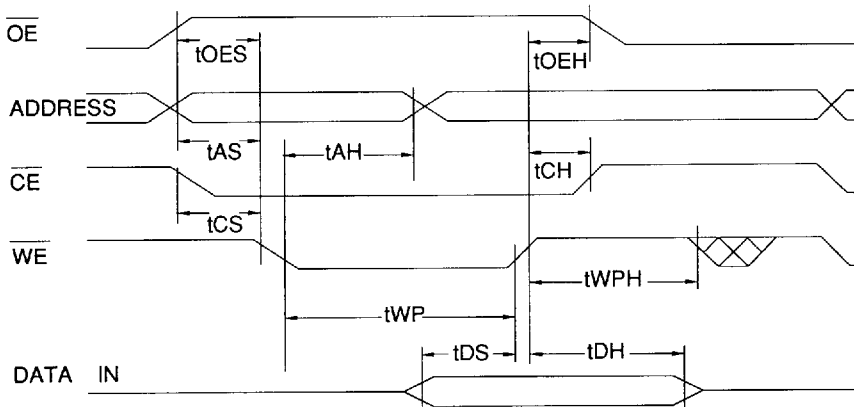 OE
tOES
tOEH
ADDRESS
tAS
tAH
tCH
CE
tCS
WE
tWPH
tWP
tDS
tDH
DATA IN